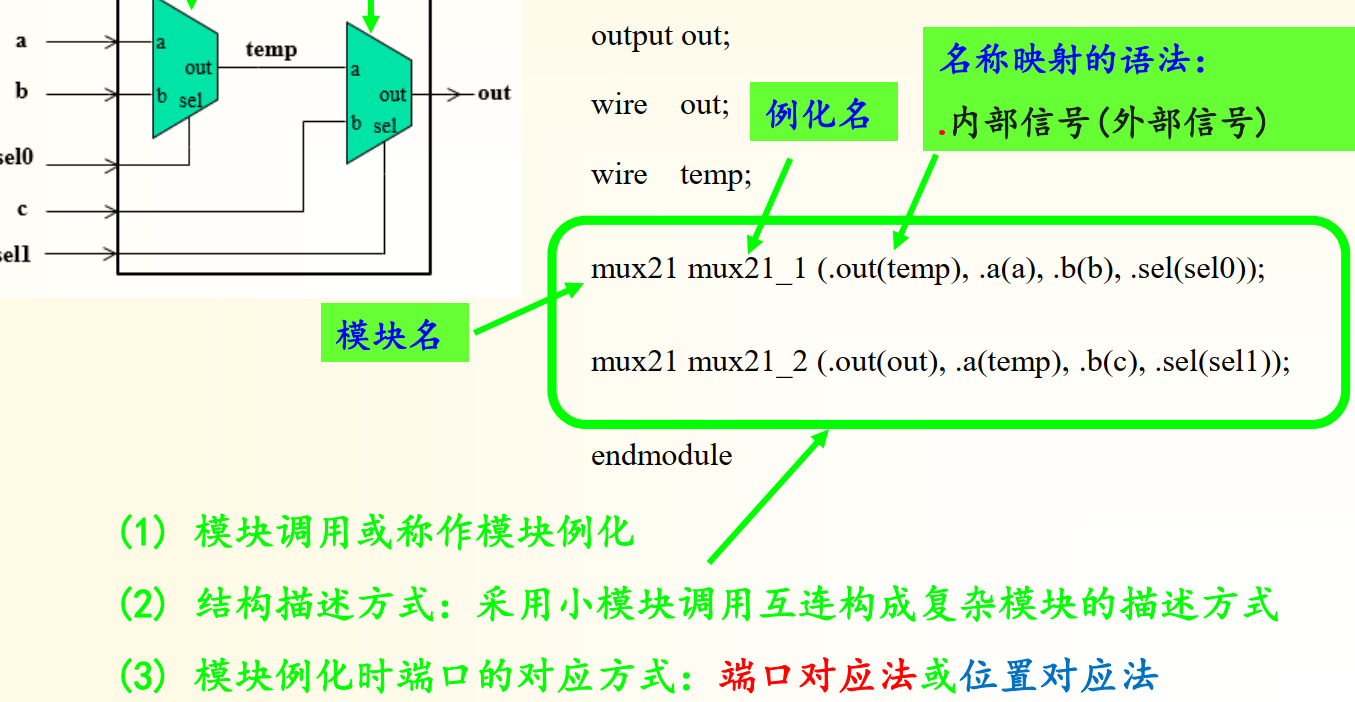 a
b
sel0
c
sel1
a
b
out
sel
temp
a
b
out
sel
out
output out;
wire out;
wire temp;
例化名
名称映射的语法：
.内部信号(外部信号)
mux21 mux21_1 (.out(temp), .a(a), .b(b), .sel(sel0));
模块名
mux21 mux21_2 (.out(out), .a(temp), .b(c), .sel(sel1));
endmodule
(1) 模块调用或称作模块例化
(2) 结构描述方式：采用小模块调用互连构成复杂模块的描述方式
(3) 模块例化时端口的对应方式：端口对应法或位置对应法